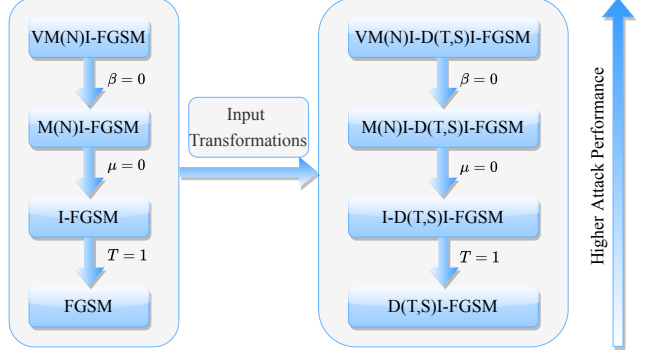 VM(N)I-FGSM
β = 0
M(N)I-FGSM
μ = 0
I-FGSM
T = 1
FGSM
Input
Transformations
VM(N)I-D(T,S)I-FGSM
β = 0
M(N)I-D(T,S)I-FGSM
μ = 0
I-D(T,S)I-FGSM
T = 1
D(T,S)I-FGSM
Higher Attack Performance